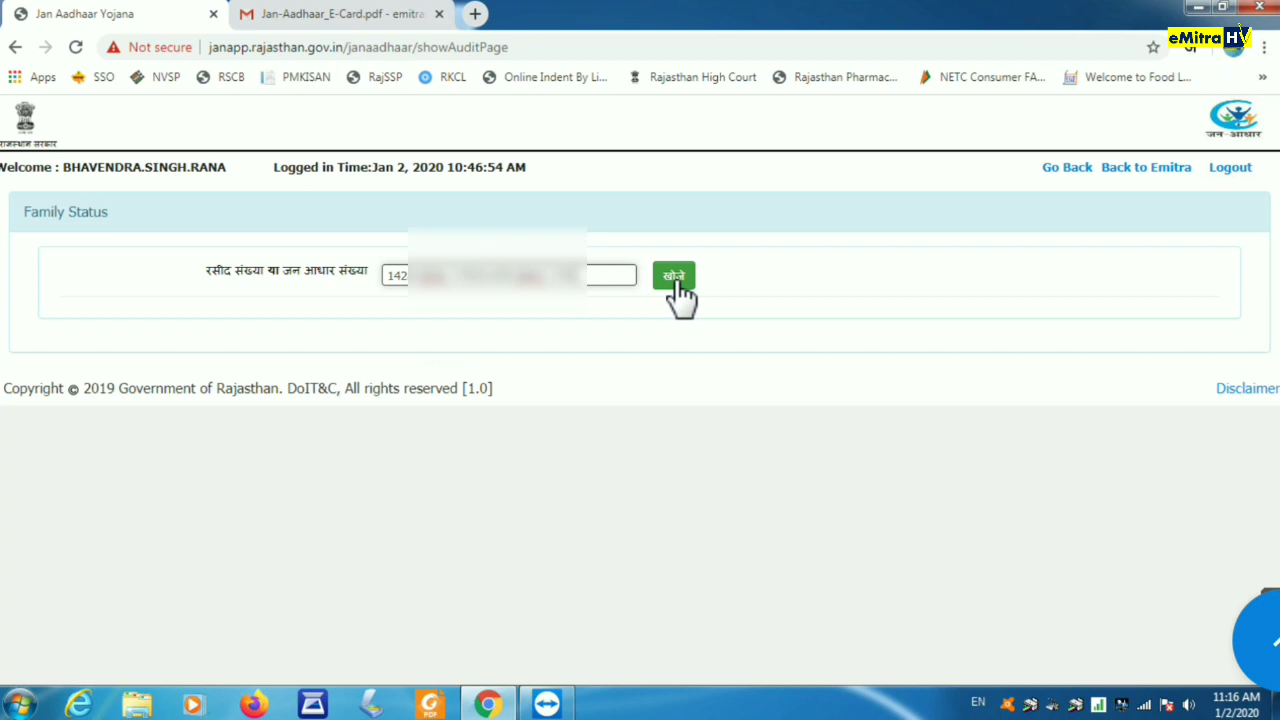 Jan Aadhaar Yojana
Jan-Aadhaar_E-Card.pdf - emitra
Not secure janapp.rajasthan.gov.in/janaadhaar/showAuditPage
eMitra HV
Apps SSO NVSP RSCB PMKISAN RajSSP RKCL Online Indent By Li... Rajasthan High Court Rajasthan Pharmac... NETC Consumer FA... Welcome to Food L... »
राजस्थान सरकार
जन-आधार
Welcome : BHAVENDRA.SINGH.RANA Logged in Time:Jan 2, 2020 10:46:54 AM Go Back Back to Emitra Logout
Family Status
रसीद संख्या या जन आधार संख्या 142 खोजे
Copyright © 2019 Government of Rajasthan. DoIT&C, All rights reserved [1.0] Disclaimer
PDF
EN
11:16 AM
1/2/2020